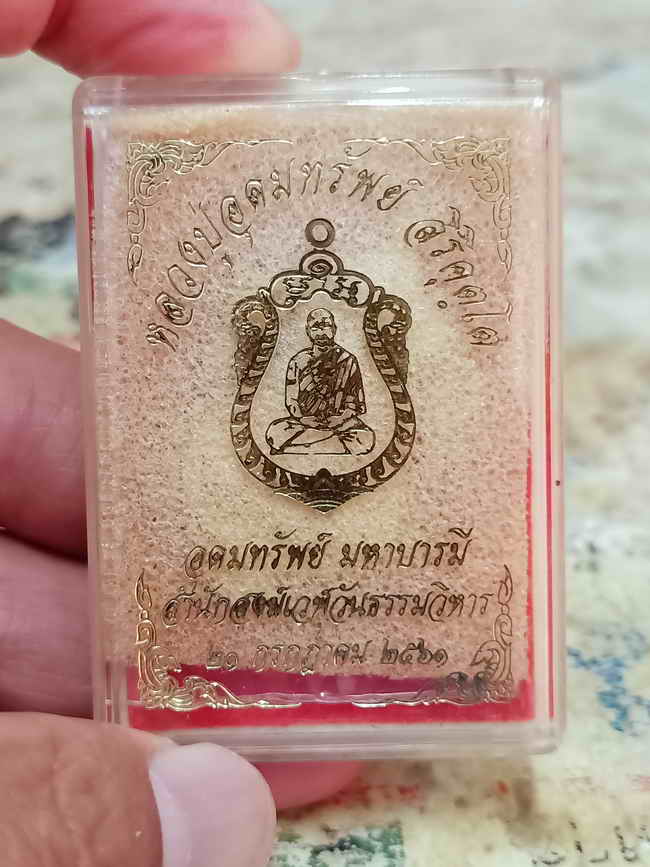 หลวงปู่อุดมทรัพย์ สิริคุตโต
อุดมทรัพย์ มหาบารมี
สำนักสงฆ์เวฬุวันธรรมวิหาร
๒๑ กรกฎาคม ๒๕๖๑